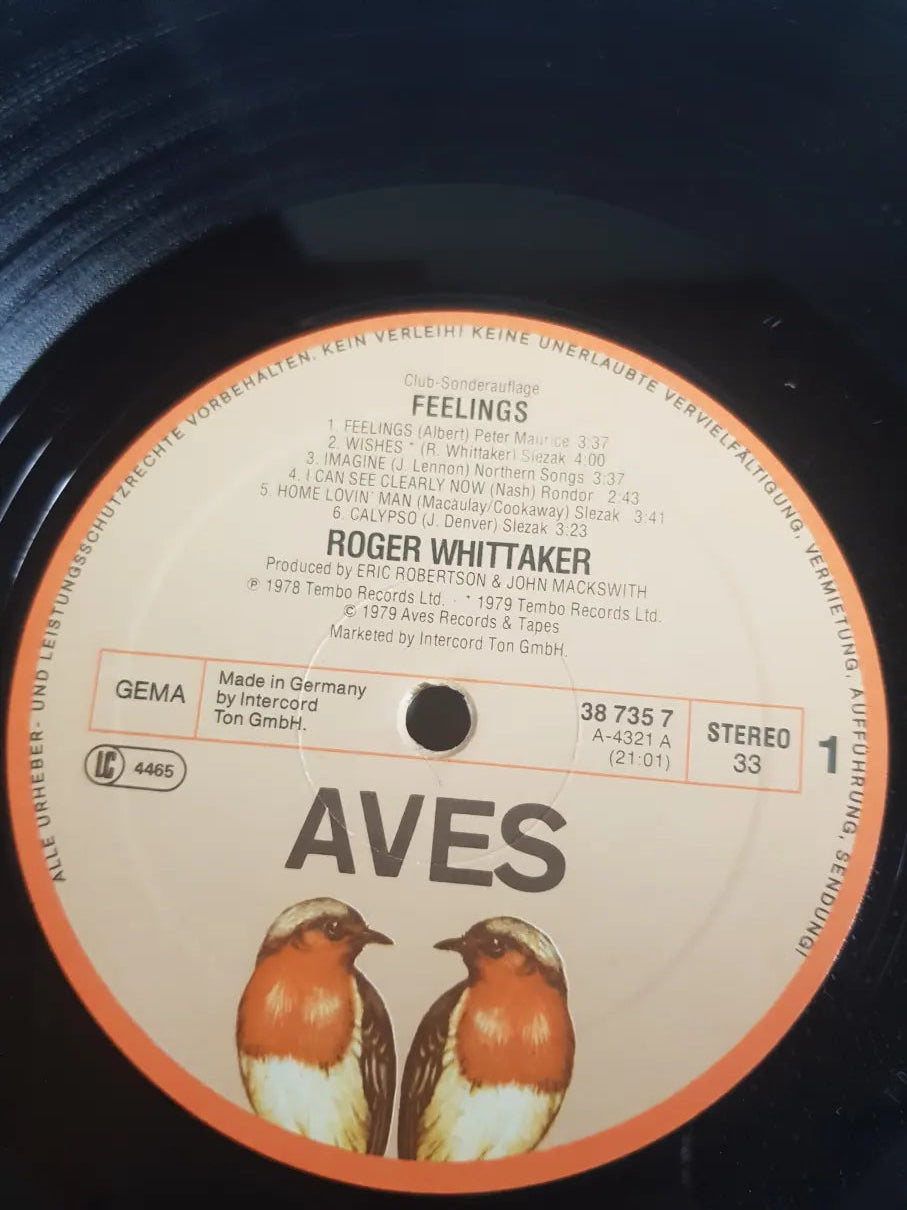 ALLE URHEBER- UND LEISTUNGSSCHUTZRECHTE VORBEHALTEN. KEIN VERLEIH! KEINE UNERLAUBTE VERVIELFÄLTIGUNG, VERMIETUNG, AUFFÜHRUNG, SENDUNG!
Club-Sonderauflage
FEELINGS
1. FEELINGS (Albert) Peter Maurice 3:37
2. WISHES * (R. Whittaker) Slezak 4:00
3. IMAGINE (J. Lennon) Northern Songs 3:37
4. I CAN SEE CLEARLY NOW (Nash) Rondor 2:43
5. HOME LOVIN' MAN (Macaulay/Cookaway) Slezak 3:41
6. CALYPSO (J. Denver) Slezak 3:23
ROGER WHITTAKER
Produced by ERIC ROBERTSON & JOHN MACKSWITH
℗ 1978 Tembo Records Ltd. · * 1979 Tembo Records Ltd.
© 1979 Aves Records & Tapes
Marketed by Intercord Ton GmbH.
GEMA
Made in Germany
by Intercord
Ton GmbH.
38 735 7
A-4321 A
(21:01)
STEREO
33
1
LC 4465
AVES